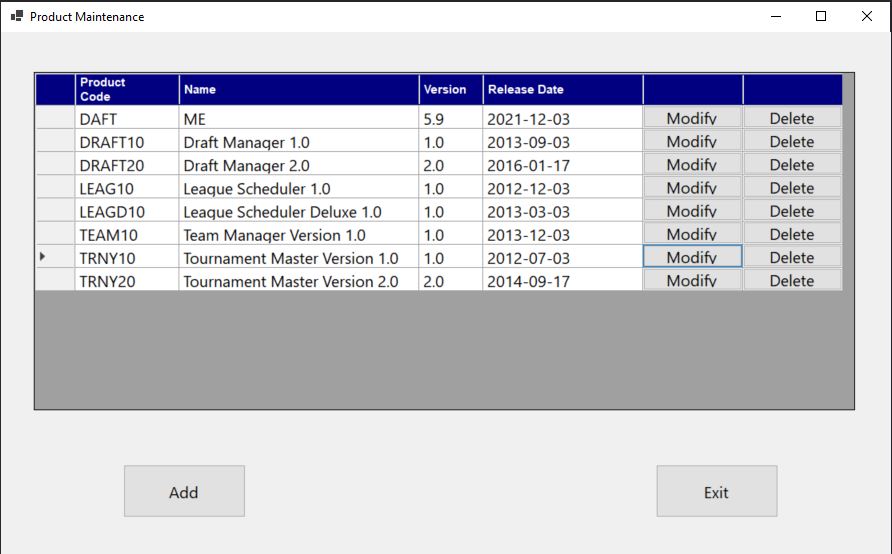 Product Maintenance
Product Code Name Version Release Date
DAFT ME 5.9 2021-12-03 Modify Delete
DRAFT10 Draft Manager 1.0 1.0 2013-09-03 Modify Delete
DRAFT20 Draft Manager 2.0 2.0 2016-01-17 Modify Delete
LEAG10 League Scheduler 1.0 1.0 2012-12-03 Modify Delete
LEAGD10 League Scheduler Deluxe 1.0 1.0 2013-03-03 Modify Delete
TEAM10 Team Manager Version 1.0 1.0 2013-12-03 Modify Delete
TRNY10 Tournament Master Version 1.0 1.0 2012-07-03 Modify Delete
TRNY20 Tournament Master Version 2.0 2.0 2014-09-17 Modify Delete
Add Exit